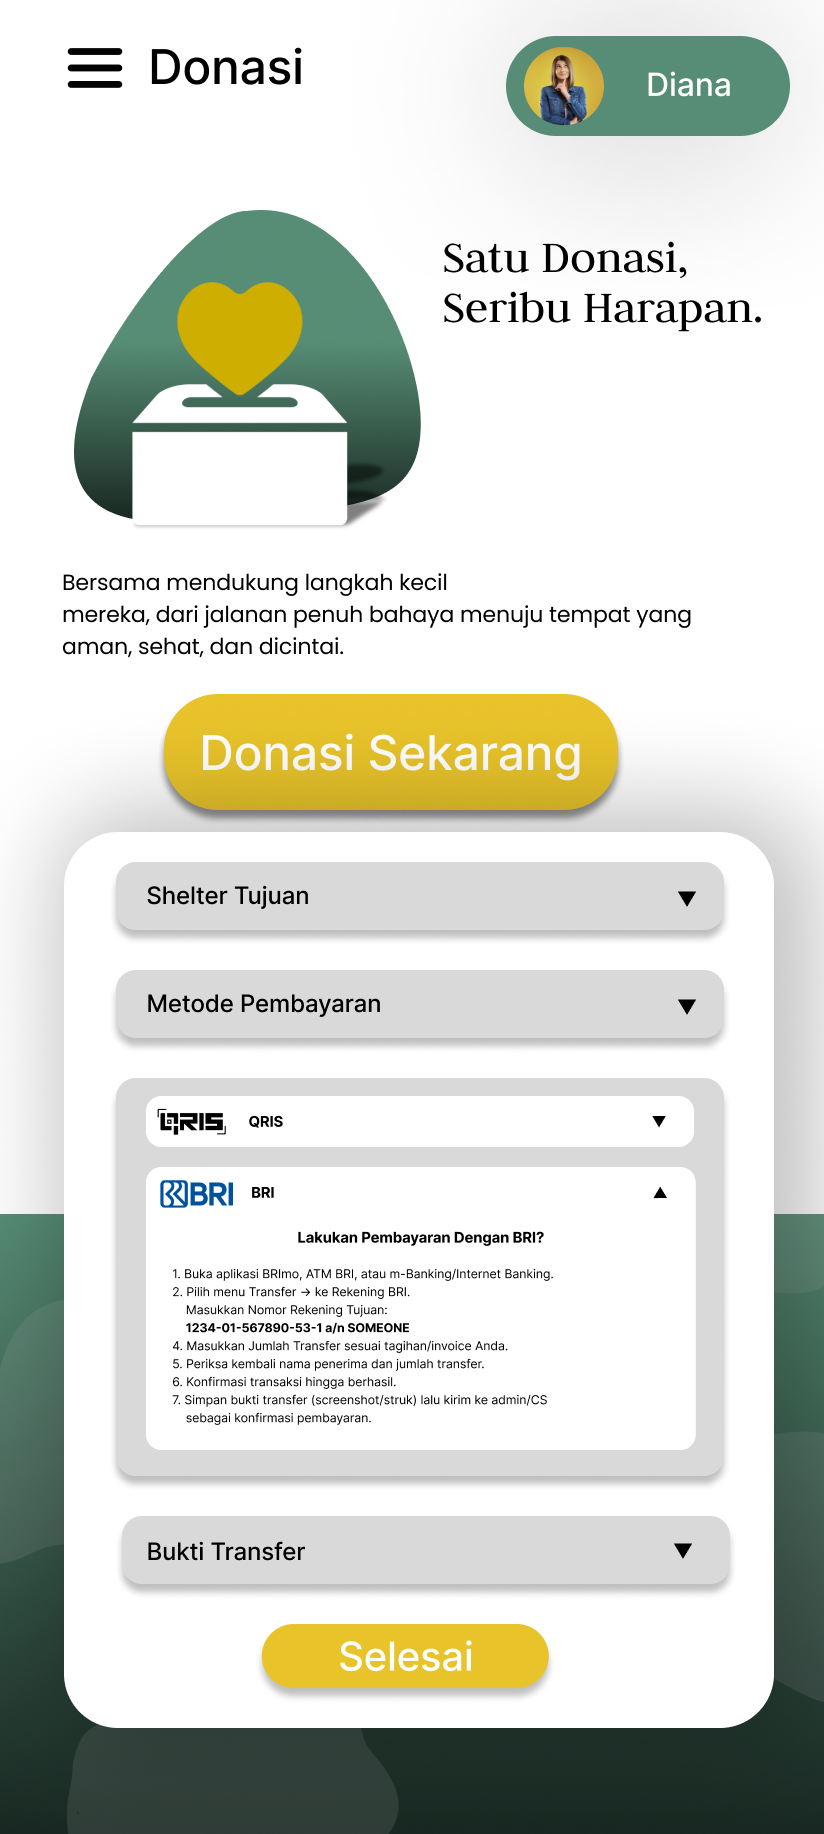 Donasi
Diana
Satu Donasi,
Seribu Harapan.
Bersama mendukung langkah kecil
mereka, dari jalanan penuh bahaya menuju tempat yang
aman, sehat, dan dicintai.
Donasi Sekarang
Shelter Tujuan
Metode Pembayaran
QRIS QRIS
BRI BRI
Lakukan Pembayaran Dengan BRI?
1. Buka aplikasi BRImo, ATM BRI, atau m-Banking/Internet Banking.
2. Pilih menu Transfer → ke Rekening BRI.
Masukkan Nomor Rekening Tujuan:
1234-01-567890-53-1 a/n SOMEONE
4. Masukkan Jumlah Transfer sesuai tagihan/invoice Anda.
5. Periksa kembali nama penerima dan jumlah transfer.
6. Konfirmasi transaksi hingga berhasil.
7. Simpan bukti transfer (screenshot/struk) lalu kirim ke admin/CS
sebagai konfirmasi pembayaran.
Bukti Transfer
Selesai